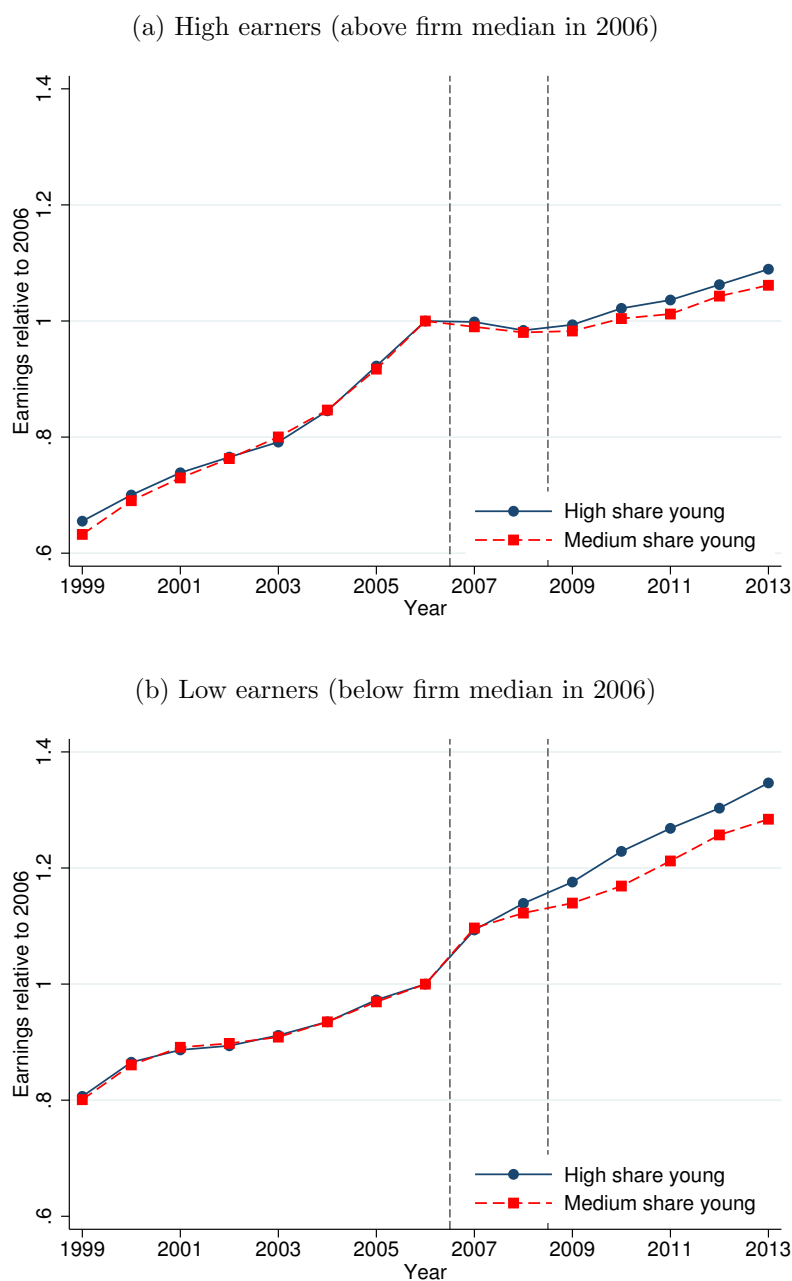 (a) High earners (above firm median in 2006)
Earnings relative to 2006
1.4
1.2
1
.8
.6
High share young
Medium share young
1999 2001 2003 2005 2007 2009 2011 2013
Year
(b) Low earners (below firm median in 2006)
Earnings relative to 2006
1.4
1.2
1
.8
.6
High share young
Medium share young
1999 2001 2003 2005 2007 2009 2011 2013
Year